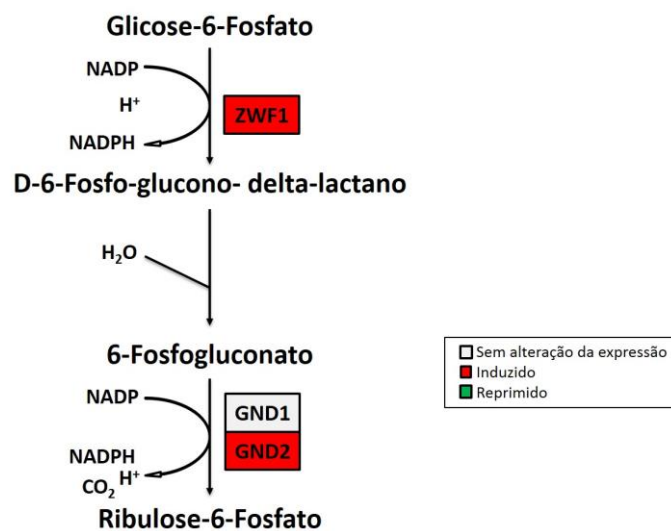 Glicose-6-Fosfato
NADP
H⁺
ZWF1
NADPH
D-6-Fosfo-glucono- delta-lactano
H₂O
6-Fosfogluconato
NADP
GND1
GND2
NADPH
H⁺
CO₂
Ribulose-6-Fosfato
Sem alteração da expressão
Induzido
Reprimido